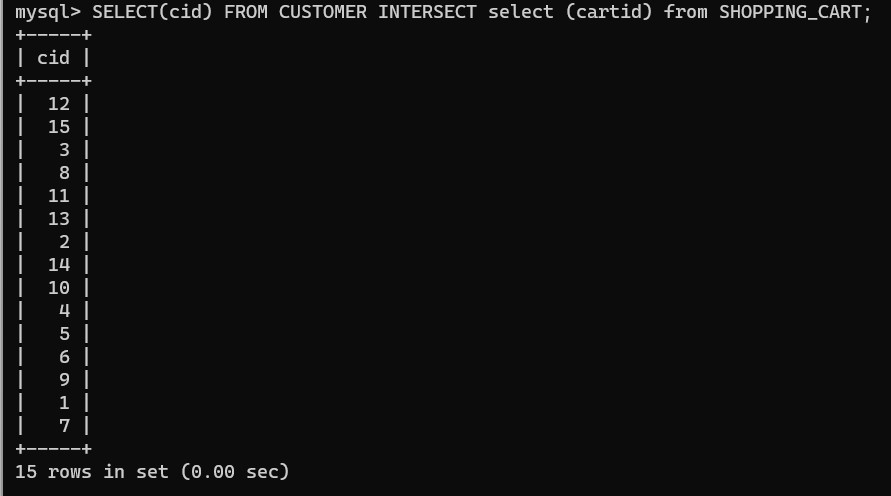 mysql> SELECT(cid) FROM CUSTOMER INTERSECT select (cartid) from SHOPPING_CART;
+-----+
| cid |
+-----+
|  12 |
|  15 |
|   3 |
|   8 |
|  11 |
|  13 |
|   2 |
|  14 |
|  10 |
|   4 |
|   5 |
|   6 |
|   9 |
|   1 |
|   7 |
+-----+
15 rows in set (0.00 sec)